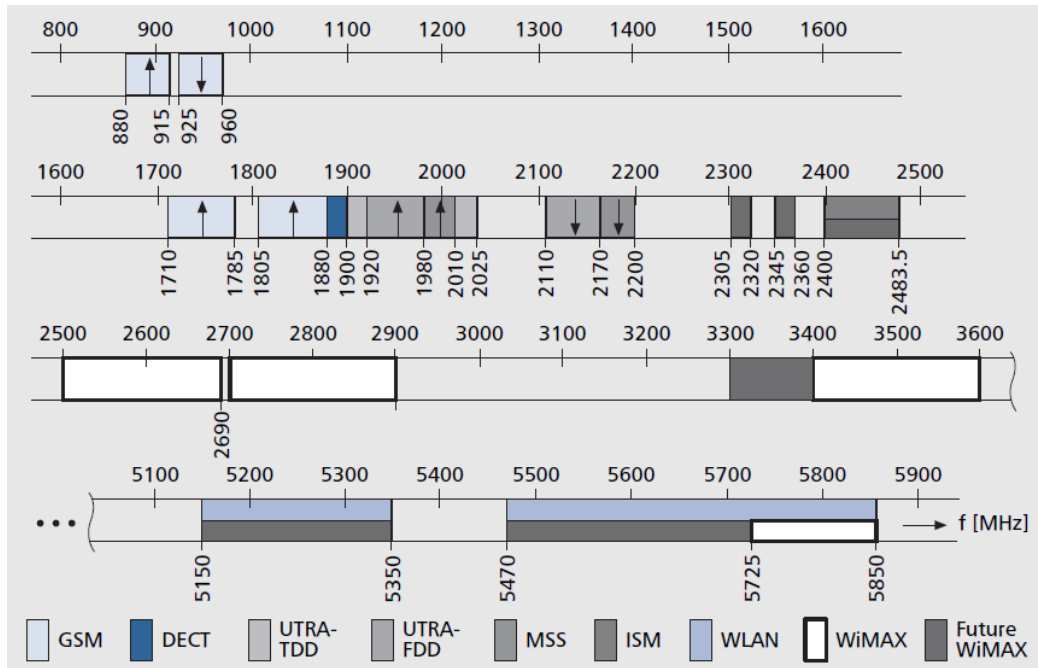 800 900 1000 1100 1200 1300 1400 1500 1600
880 915 925 960
1600 1700 1800 1900 2000 2100 2200 2300 2400 2500
1710 1785 1805 1880 1900 1920 1980 2010 2025 2110 2170 2200 2305 2320 2345 2360 2400 2483.5
2500 2600 2700 2800 2900 3000 3100 3200 3300 3400 3500 3600
2690
5100 5200 5300 5400 5500 5600 5700 5800 5900
f [MHz]
5150 5350 5470 5725 5850
GSM DECT UTRA- UTRA- MSS ISM WLAN WiMAX Future
TDD FDD WiMAX